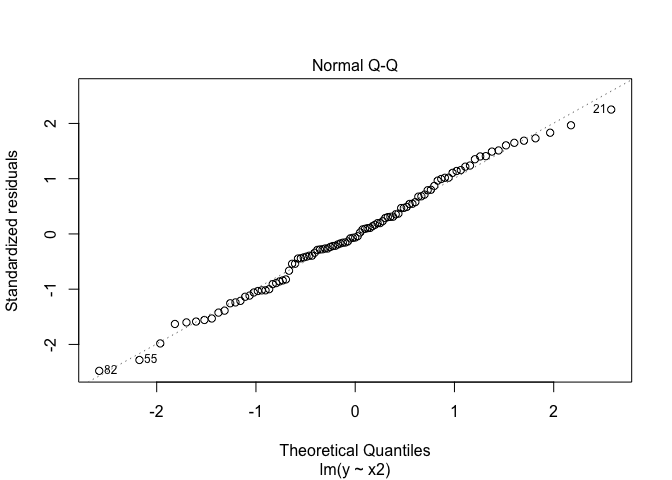 Normal Q-Q
Standardized residuals
2
1
0
-1
-2
21
55
82
-2 -1 0 1 2
Theoretical Quantiles
lm(y ~ x2)